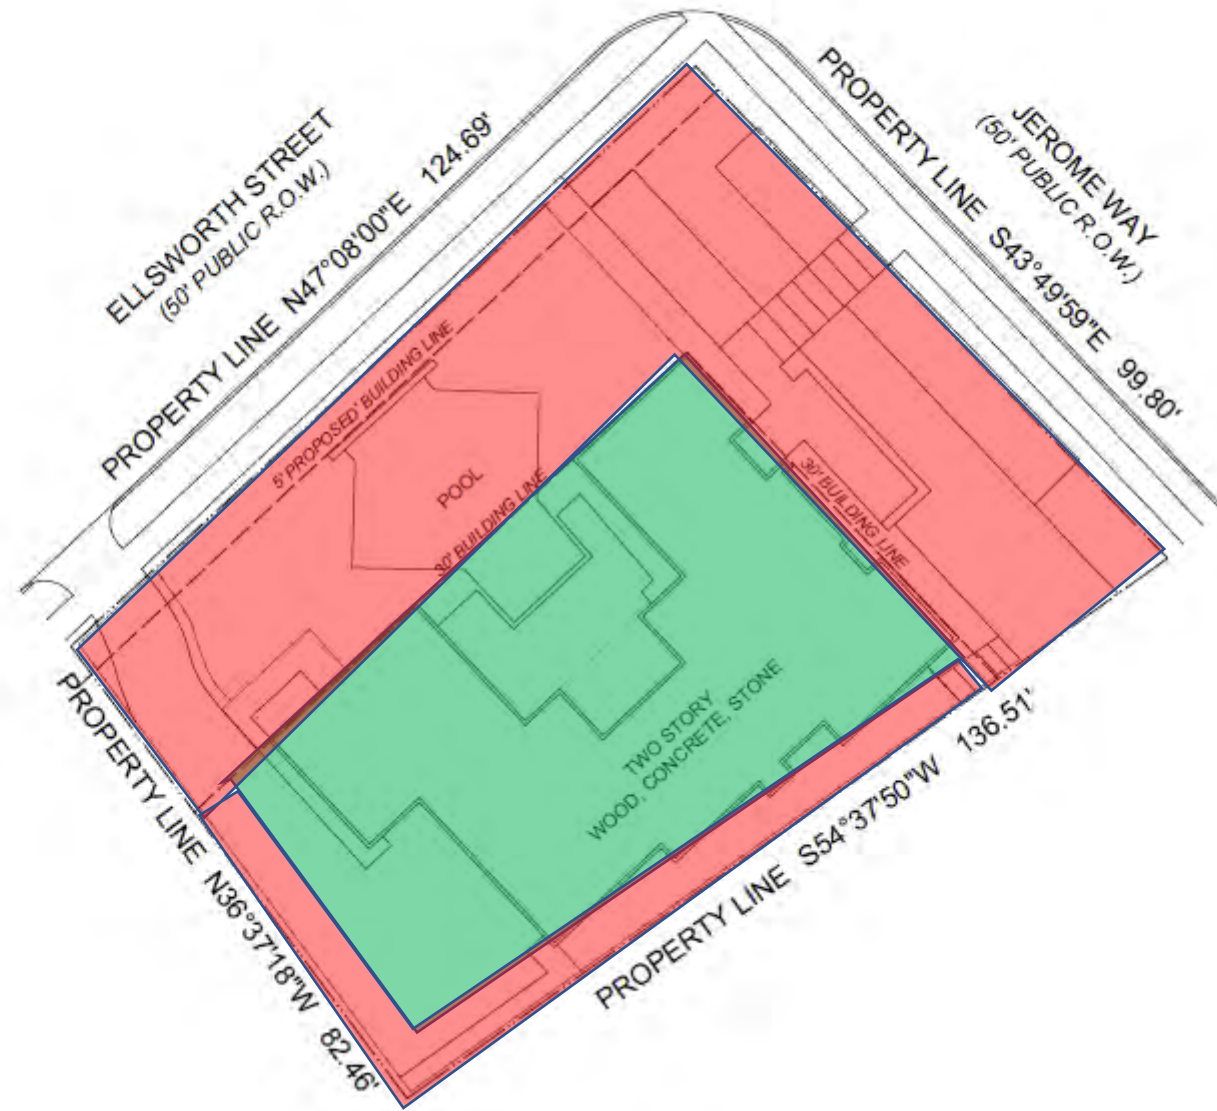 ELLSWORTH STREET
(50' PUBLIC R.O.W.)
PROPERTY LINE N47°08'00"E 124.69'
JEROME WAY
(50' PUBLIC R.O.W.)
PROPERTY LINE S43°49'59"E 99.80'
5' PROPOSED' BUILDING LINE
POOL
30' BUILDING LINE
30' BUILDING LINE
TWO STORY
WOOD, CONCRETE, STONE
PROPERTY LINE N36°37'18"W 82.46'
PROPERTY LINE S54°37'50"W 136.51'